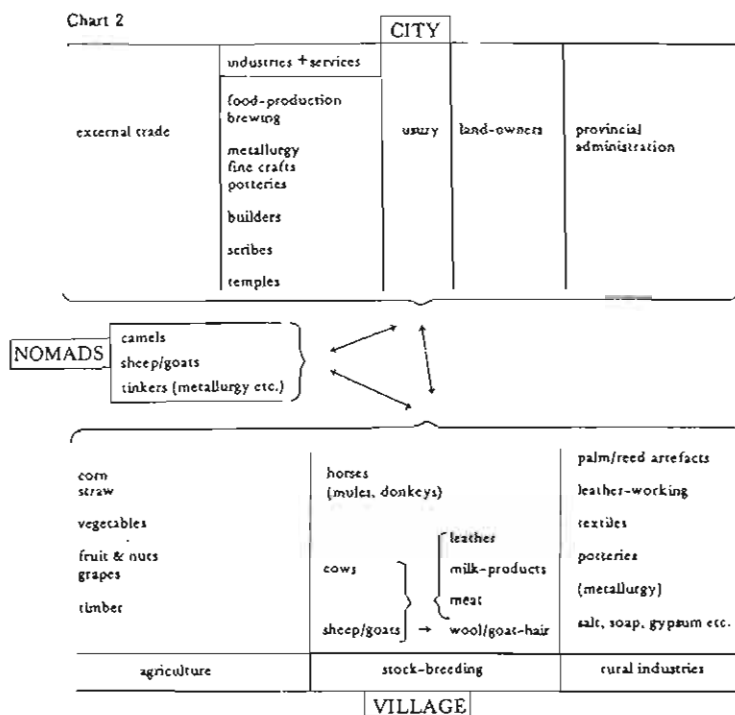 Chart 2
CITY
industries + services
external trade
food-production
brewing
metallurgy
fine crafts
potteries
builders
scribes
temples
usury
land-owners
provincial
administration
NOMADS
camels
sheep/goats
tinkers (metallurgy etc.)
corn
straw
vegetables
fruit & nuts
grapes
timber
agriculture
horses
(mules, donkeys)
cows
sheep/goats → wool/goat-hair
leather
milk-products
meat
stock-breeding
palm/reed artefacts
leather-working
textiles
potteries
(metallurgy)
salt, soap, gypsum etc.
rural industries
VILLAGE